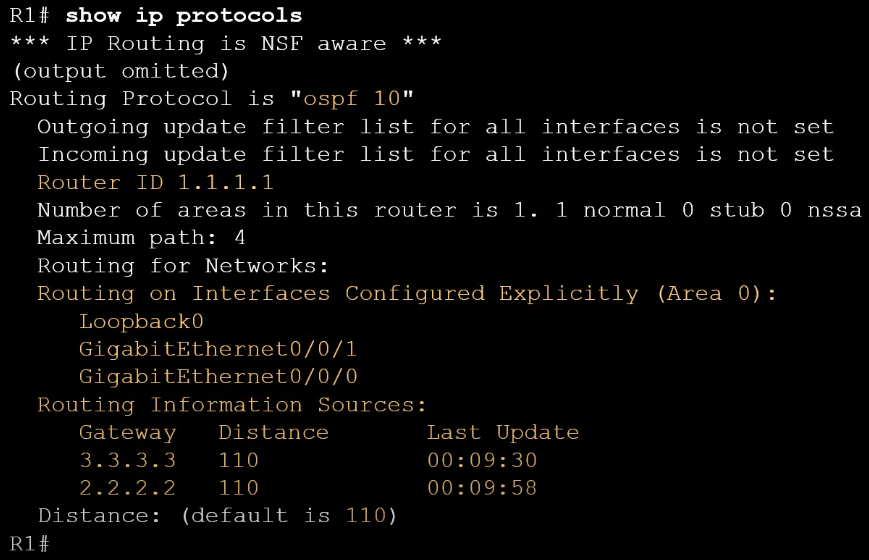 R1# show ip protocols
*** IP Routing is NSF aware ***
(output omitted)
Routing Protocol is "ospf 10"
  Outgoing update filter list for all interfaces is not set
  Incoming update filter list for all interfaces is not set
  Router ID 1.1.1.1
  Number of areas in this router is 1. 1 normal 0 stub 0 nssa
  Maximum path: 4
  Routing for Networks:
  Routing on Interfaces Configured Explicitly (Area 0):
     Loopback0
     GigabitEthernet0/0/1
     GigabitEthernet0/0/0
  Routing Information Sources:
     Gateway   Distance       Last Update
     3.3.3.3   110            00:09:30
     2.2.2.2   110            00:09:58
  Distance: (default is 110)
R1#